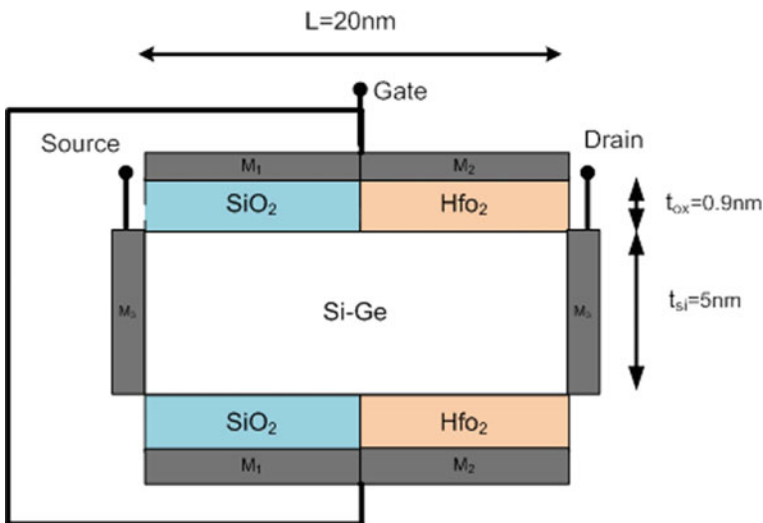 L=20nm
Gate
Source
Drain
M₁
M₂
SiO₂
Hfo₂
tₒₓ=0.9nm
M₃
Si-Ge
tₛᵢ=5nm
SiO₂
Hfo₂
M₁
M₂